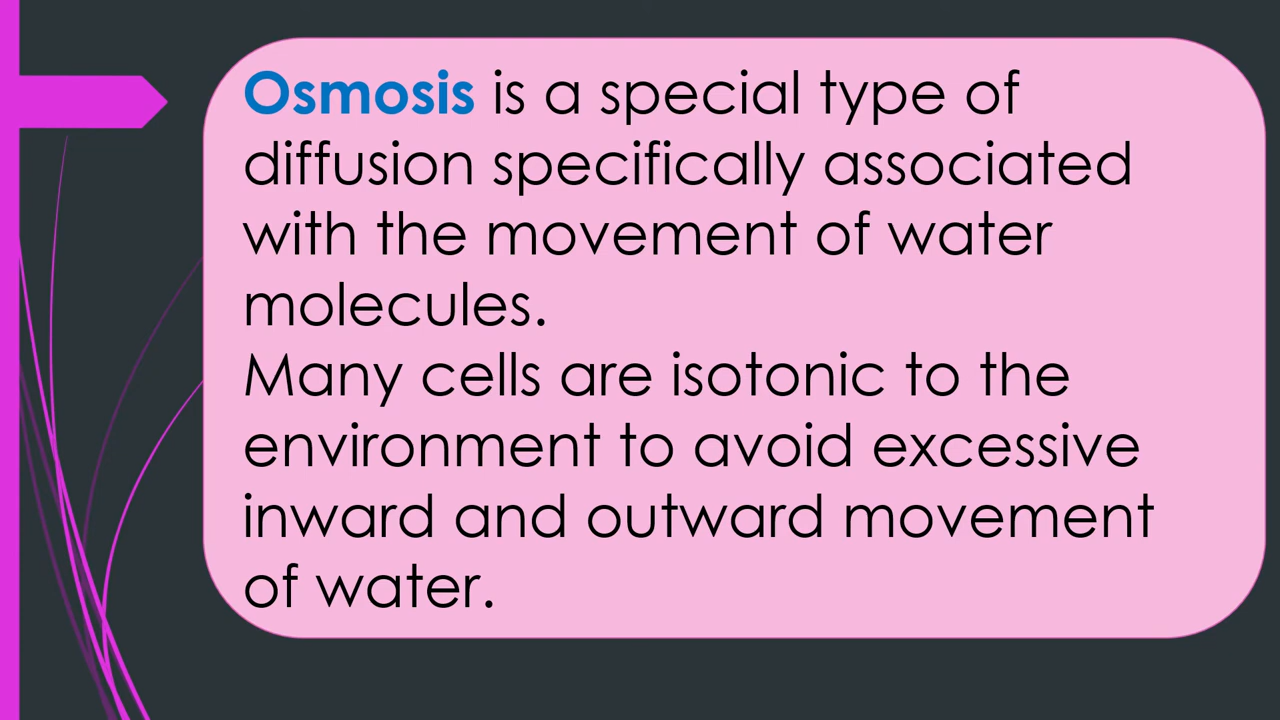 Osmosis is a special type of
diffusion specifically associated
with the movement of water
molecules.
Many cells are isotonic to the
environment to avoid excessive
inward and outward movement
of water.